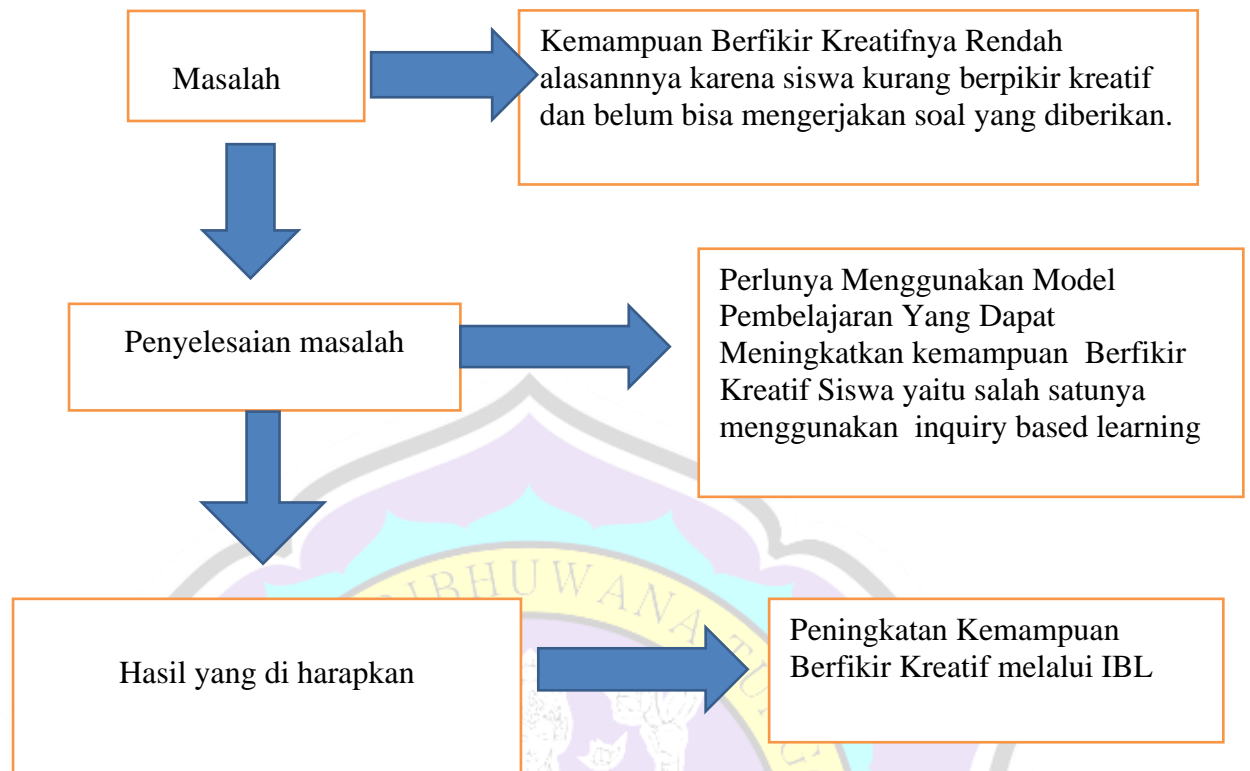 Masalah
Kemampuan Berfikir Kreatifnya Rendah
alasannnya karena siswa kurang berpikir kreatif
dan belum bisa mengerjakan soal yang diberikan.
Penyelesaian masalah
Perlunya Menggunakan Model
Pembelajaran Yang Dapat
Meningkatkan kemampuan Berfikir
Kreatif Siswa yaitu salah satunya
menggunakan inquiry based learning
Hasil yang di harapkan
Peningkatan Kemampuan
Berfikir Kreatif melalui IBL
IBHUWANA TU